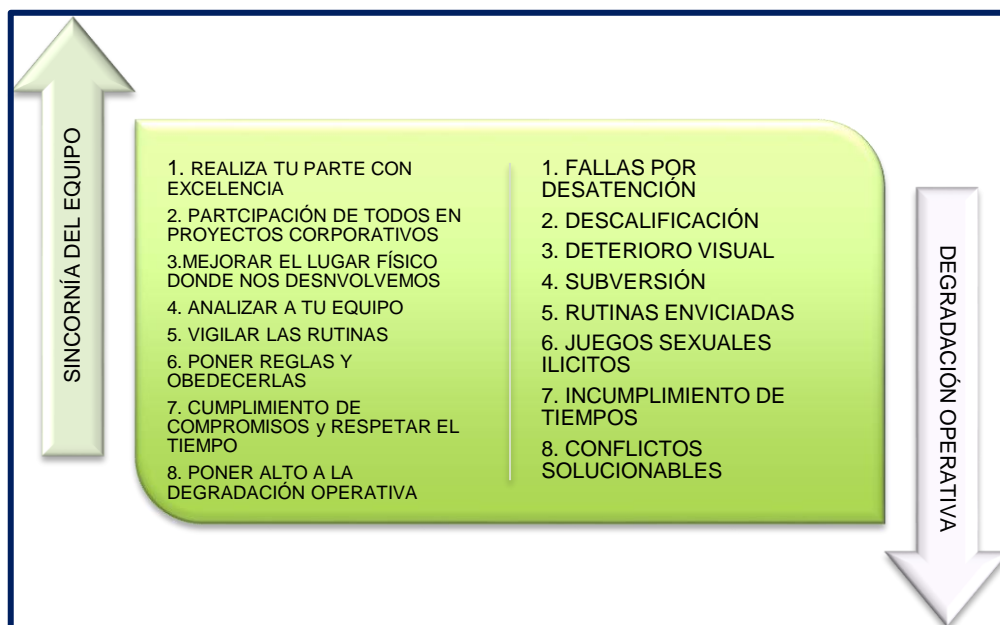 SINCORNÍA DEL EQUIPO
1. REALIZA TU PARTE CON
EXCELENCIA
2. PARTCIPACIÓN DE TODOS EN
PROYECTOS CORPORATIVOS
3.MEJORAR EL LUGAR FÍSICO
DONDE NOS DESNVOLVEMOS
4. ANALIZAR A TU EQUIPO
5. VIGILAR LAS RUTINAS
6. PONER REGLAS Y
OBEDECERLAS
7. CUMPLIMIENTO DE
COMPROMISOS y RESPETAR EL
TIEMPO
8. PONER ALTO A LA
DEGRADACIÓN OPERATIVA
1. FALLAS POR
DESATENCIÓN
2. DESCALIFICACIÓN
3. DETERIORO VISUAL
4. SUBVERSIÓN
5. RUTINAS ENVICIADAS
6. JUEGOS SEXUALES
ILICITOS
7. INCUMPLIMIENTO DE
TIEMPOS
8. CONFLICTOS
SOLUCIONABLES
DEGRADACIÓN OPERATIVA